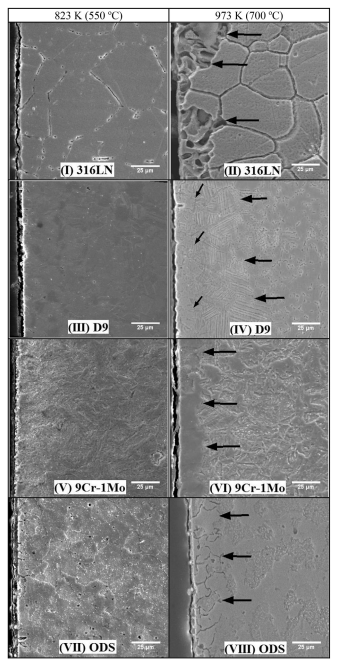 823 K (550 °C) 973 K (700 °C)
25 µm 25 µm
(I) 316LN (II) 316LN
25 µm 25 µm
(III) D9 (IV) D9
25 µm 25 µm
(V) 9Cr-1Mo (VI) 9Cr-1Mo
25 µm 25 µm
(VII) ODS (VIII) ODS